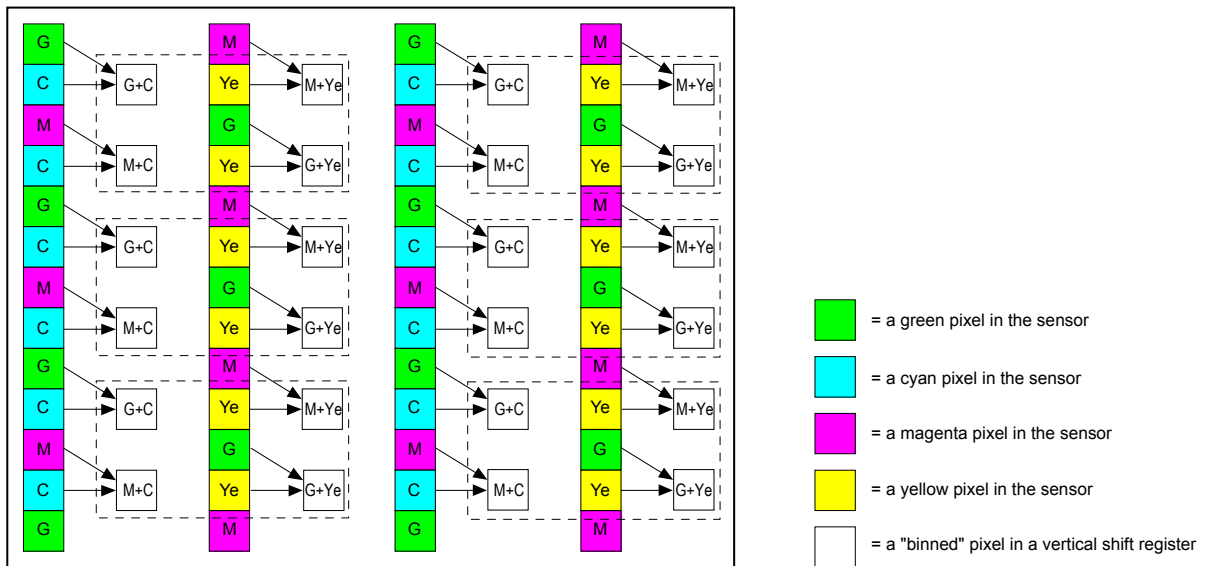 G M G M
C G+C Ye M+Ye C G+C Ye M+Ye
M G M G
C M+C Ye G+Ye C M+C Ye G+Ye
G M G M
C G+C Ye M+Ye C G+C Ye M+Ye
M G M G
C M+C Ye G+Ye C M+C Ye G+Ye
G M G M
C G+C Ye M+Ye C G+C Ye M+Ye
M G M G
C M+C Ye G+Ye C M+C Ye G+Ye
G M G M
= a green pixel in the sensor
= a cyan pixel in the sensor
= a magenta pixel in the sensor
= a yellow pixel in the sensor
= a "binned" pixel in a vertical shift register